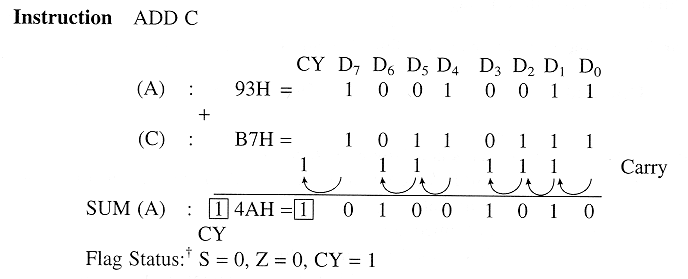 Instruction ADD C
CY D7 D6 D5 D4 D3 D2 D1 D0
(A) : 93H = 1 0 0 1 0 0 1 1
+
(C) : B7H = 1 0 1 1 0 1 1 1
1 1 1 1 1 1 Carry
SUM (A) : 1 4AH = 1 0 1 0 0 1 0 1 0
CY
Flag Status:† S = 0, Z = 0, CY = 1